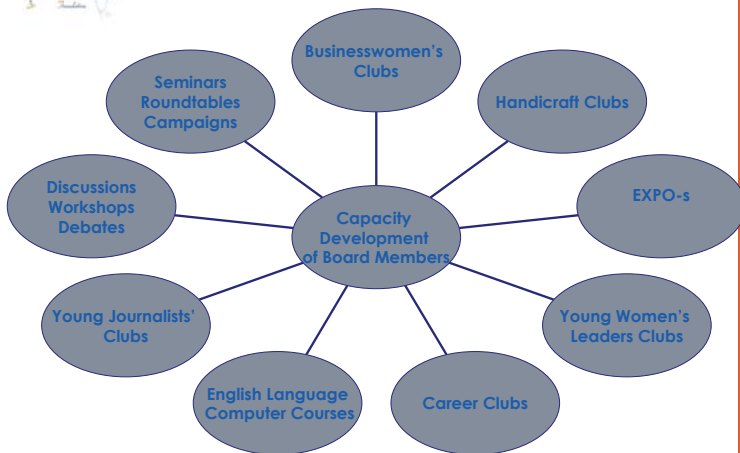 Foundation
Businesswomen's
Clubs
Seminars
Roundtables
Campaigns
Handicraft Clubs
Discussions
Workshops
Debates
EXPO-s
Capacity
Development
of Board Members
Young Journalists'
Clubs
Young Women's
Leaders Clubs
English Language
Computer Courses
Career Clubs